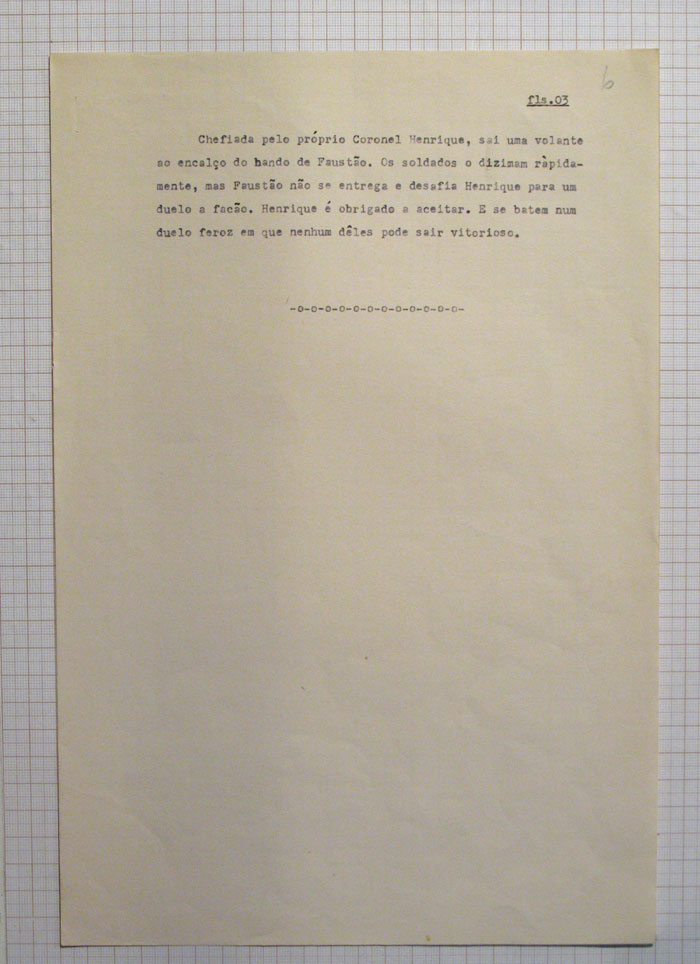 6
fls.03
Chefiada pelo próprio Coronel Henrique, sai uma volante
ao encalço do bando de Faustão. Os soldados o dizimam ràpida-
mente, mas Faustão não se entrega e desafia Henrique para um
duelo a facão. Henrique é obrigado a aceitar. E se batem num
duelo feroz em que nenhum dêles pode sair vitorioso.
-o-o-o-o-o-o-o-o-o-o-o-o-